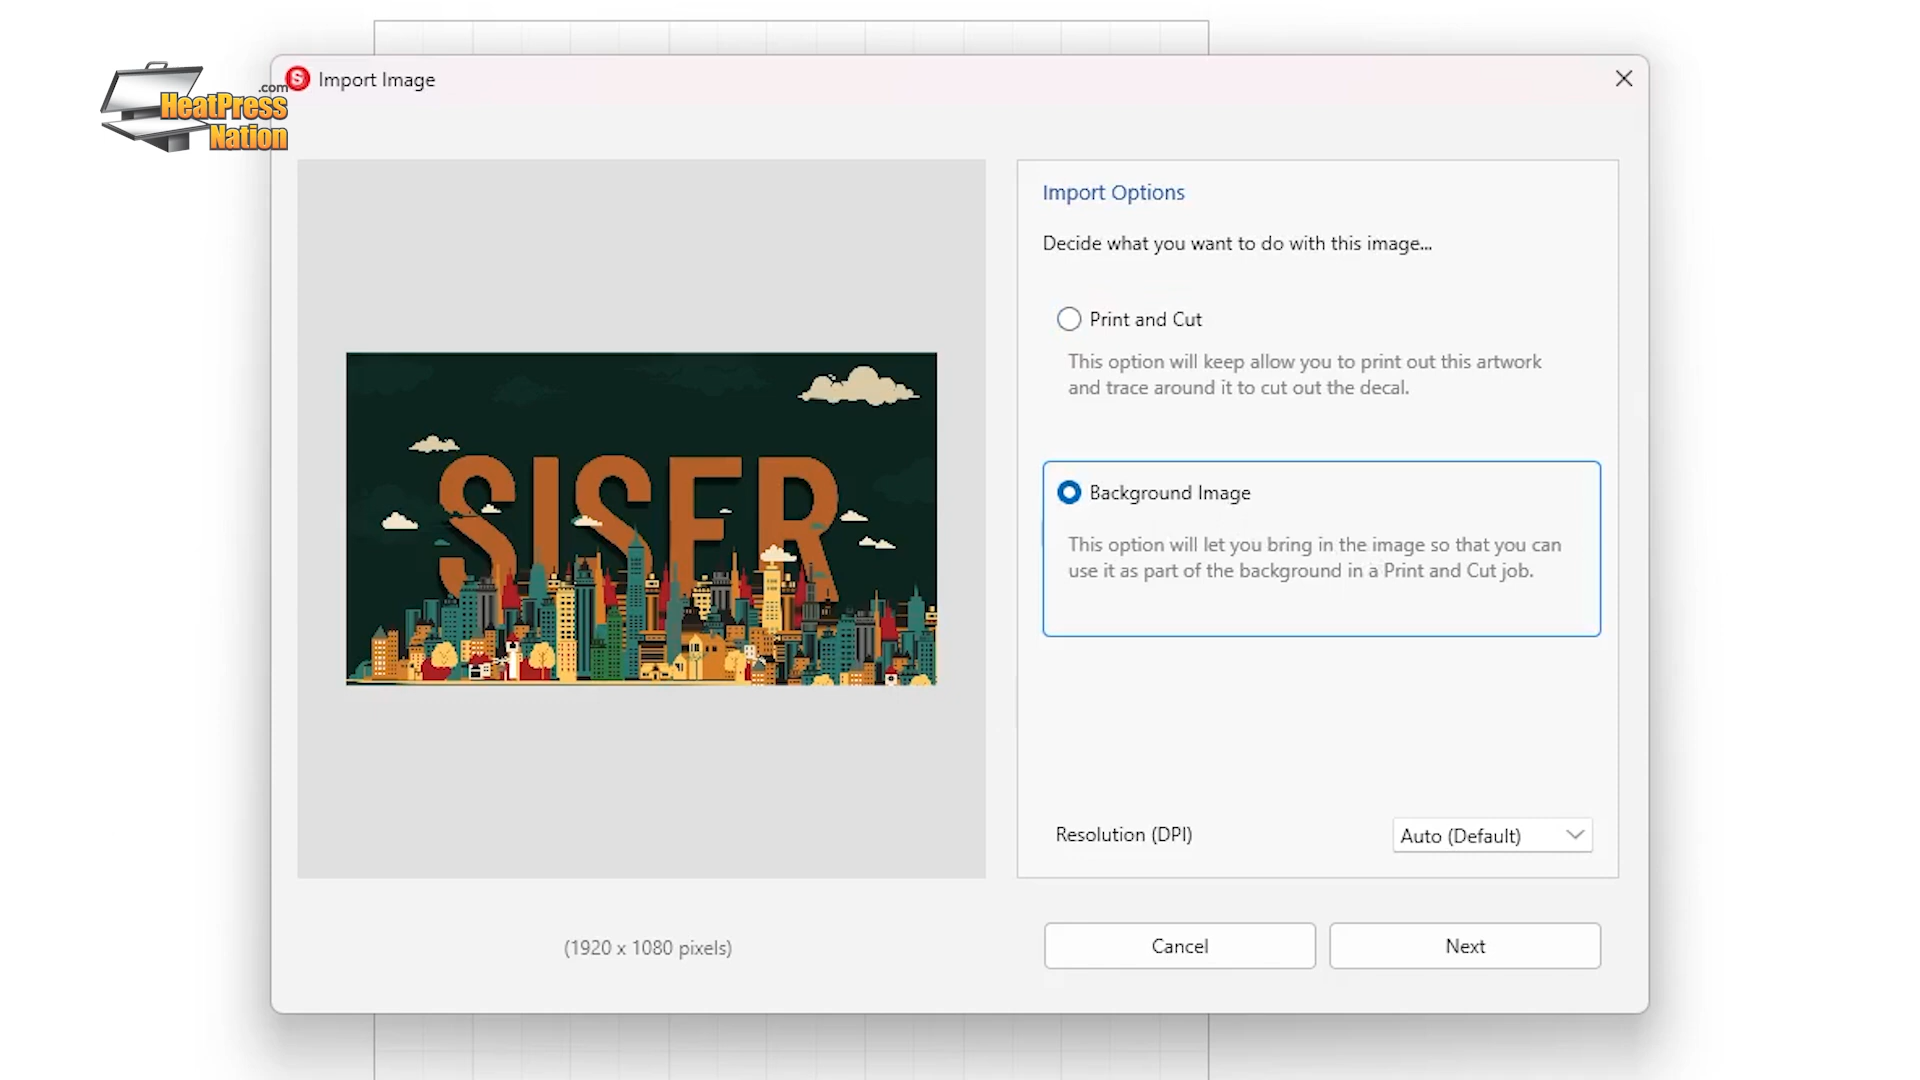 Import Image
.com
HeatPress
Nation
Import Options
Decide what you want to do with this image...
Print and Cut
This option will keep allow you to print out this artwork
and trace around it to cut out the decal.
SISER
Background Image
This option will let you bring in the image so that you can
use it as part of the background in a Print and Cut job.
Resolution (DPI)
Auto (Default)
(1920 x 1080 pixels)
Cancel
Next